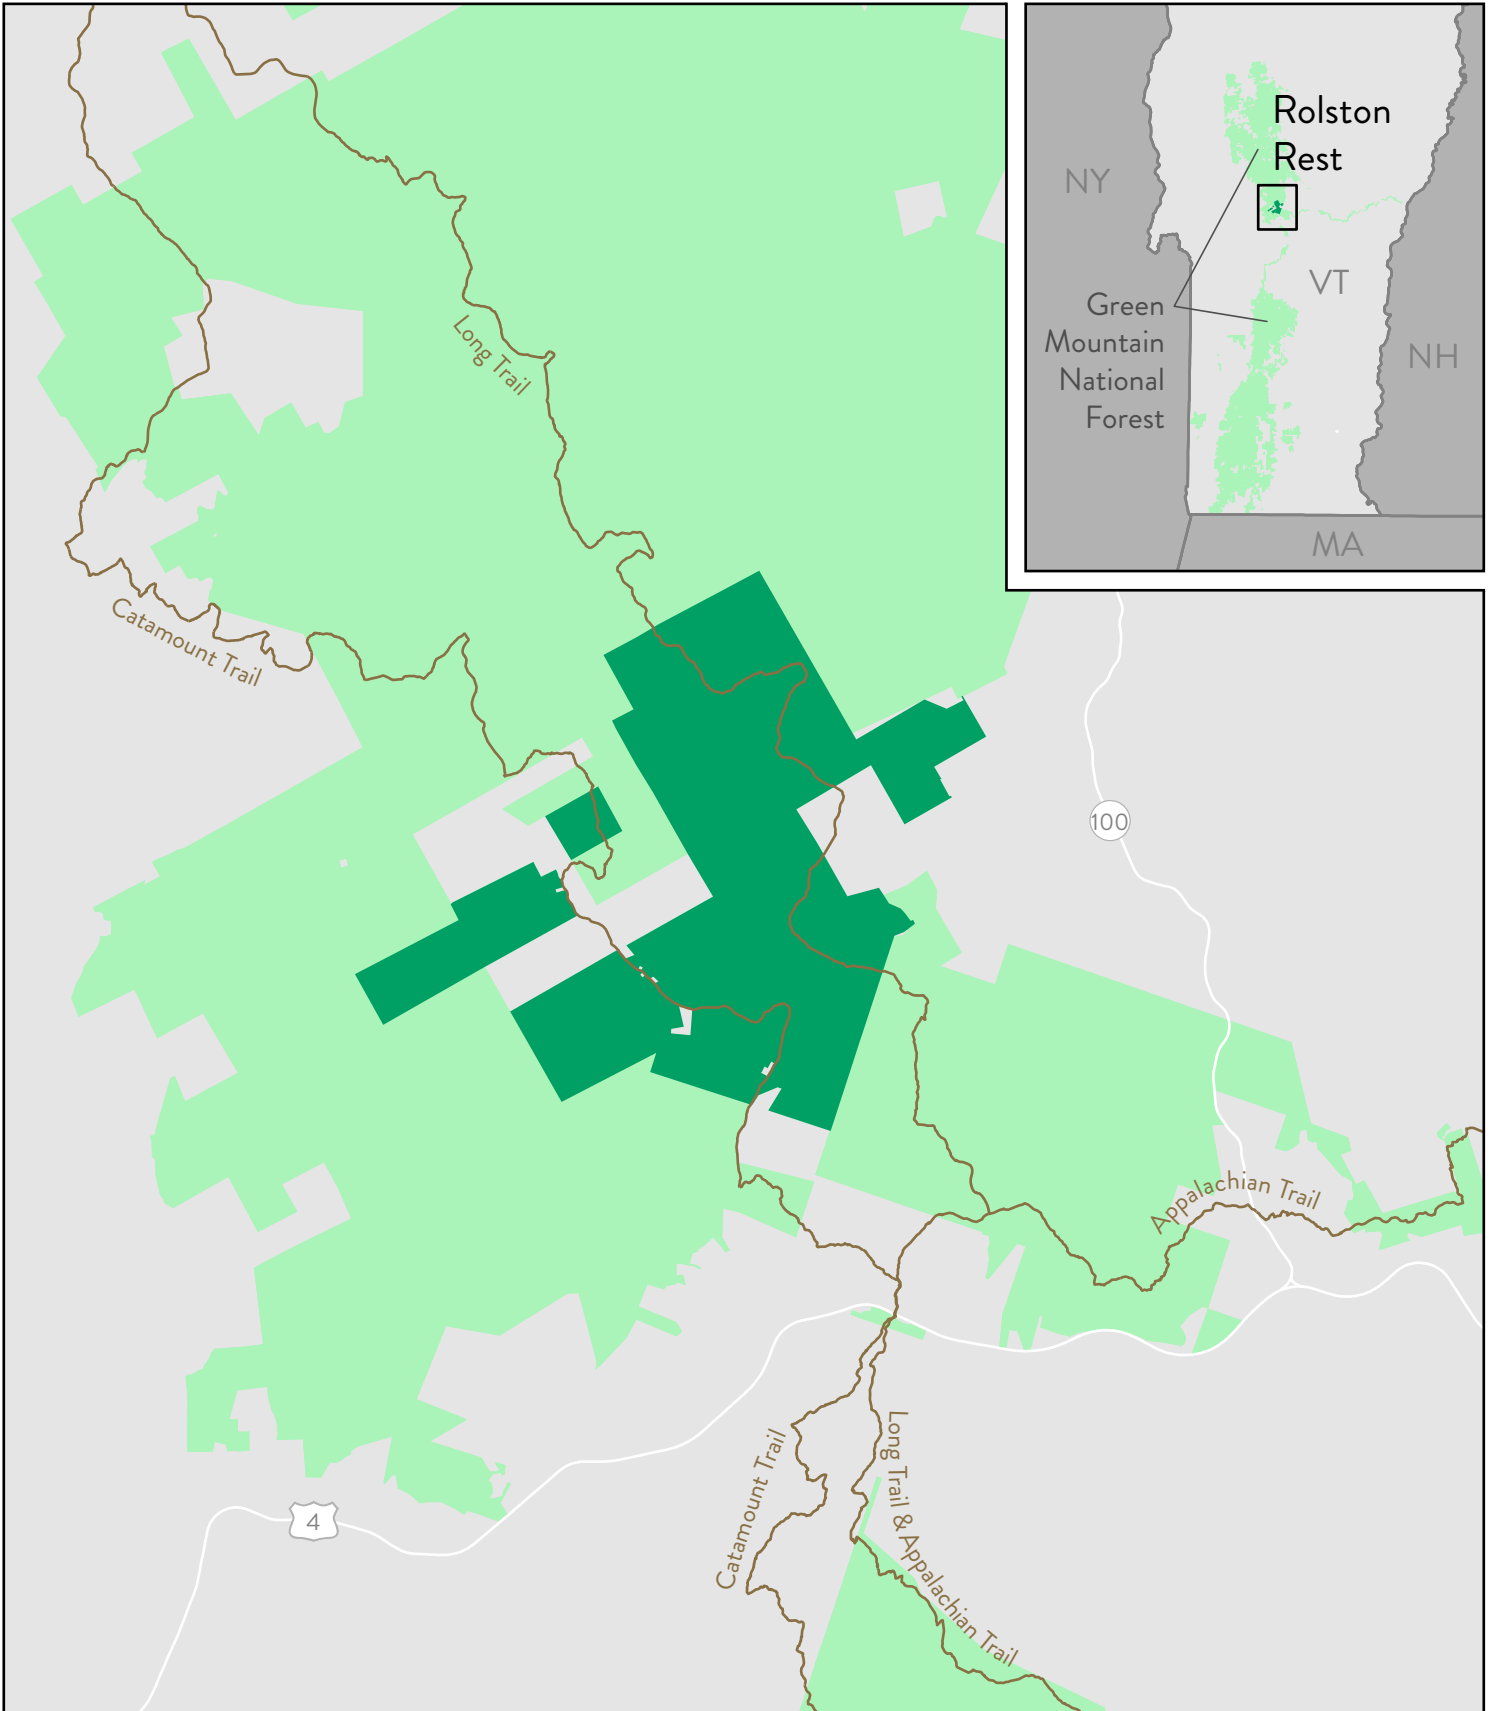 Rolston
Rest
NY
VT
Green
Mountain
National
Forest
NH
MA
Long Trail
Catamount Trail
100
Appalachian Trail
Catamount Trail
Long Trail & Appalachian Trail
4